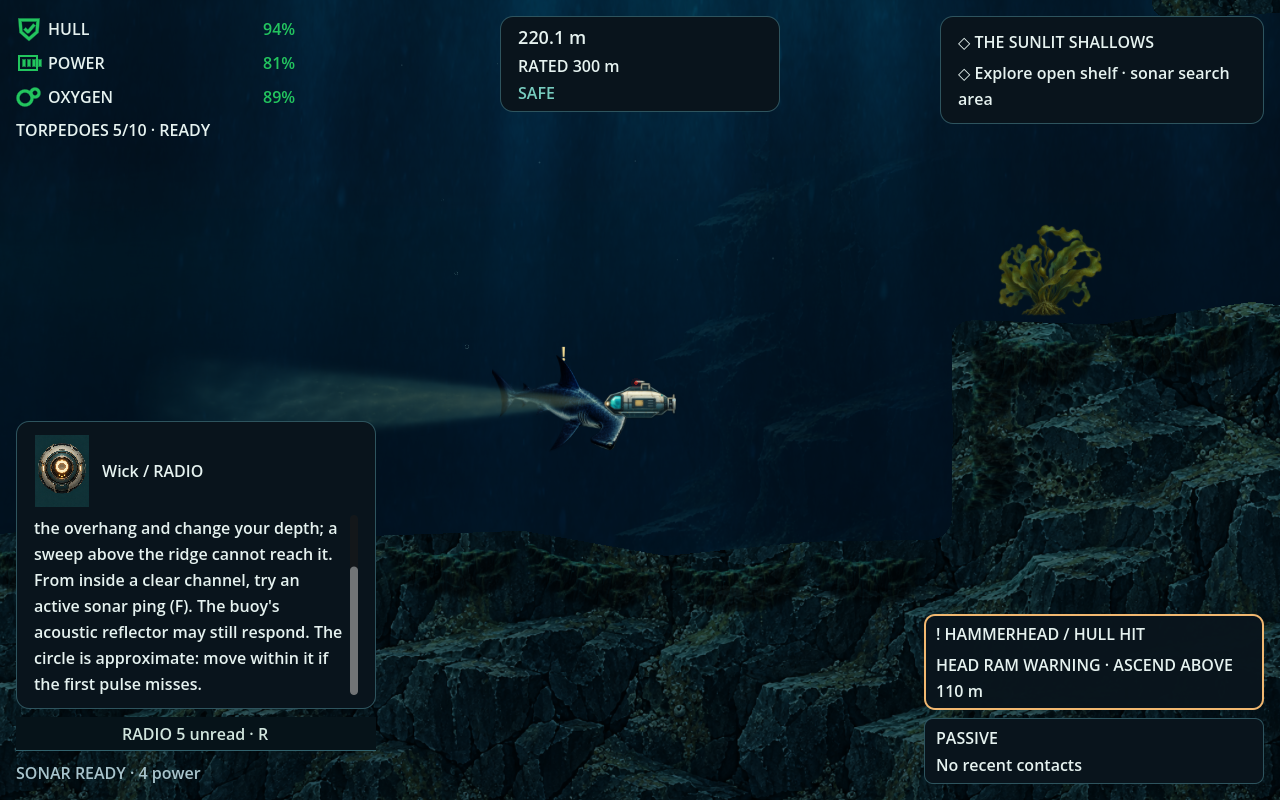 HULL 94%
POWER 81%
OXYGEN 89%
TORPEDOES 5/10 · READY
220.1 m
RATED 300 m
SAFE
◇ THE SUNLIT SHALLOWS
◇ Explore open shelf · sonar search
area
!
Wick / RADIO
the overhang and change your depth; a
sweep above the ridge cannot reach it.
From inside a clear channel, try an
active sonar ping (F). The buoy's
acoustic reflector may still respond. The
circle is approximate: move within it if
the first pulse misses.
RADIO 5 unread · R
SONAR READY · 4 power
! HAMMERHEAD / HULL HIT
HEAD RAM WARNING · ASCEND ABOVE
110 m
PASSIVE
No recent contacts